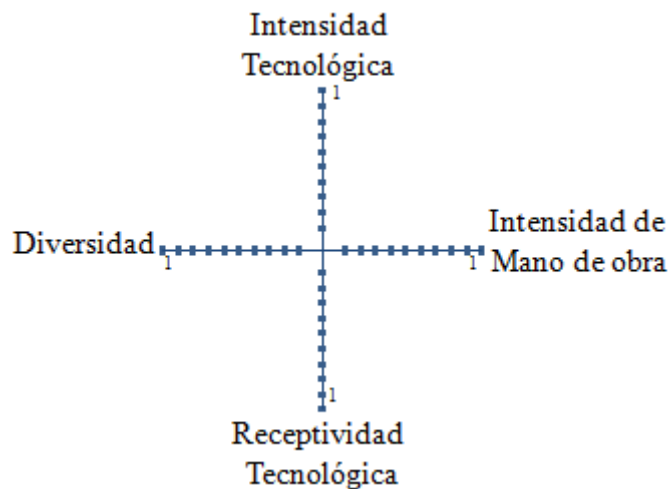 Intensidad
Tecnológica
1
Diversidad
1
1
Intensidad de
Mano de obra
1
Receptividad
Tecnológica